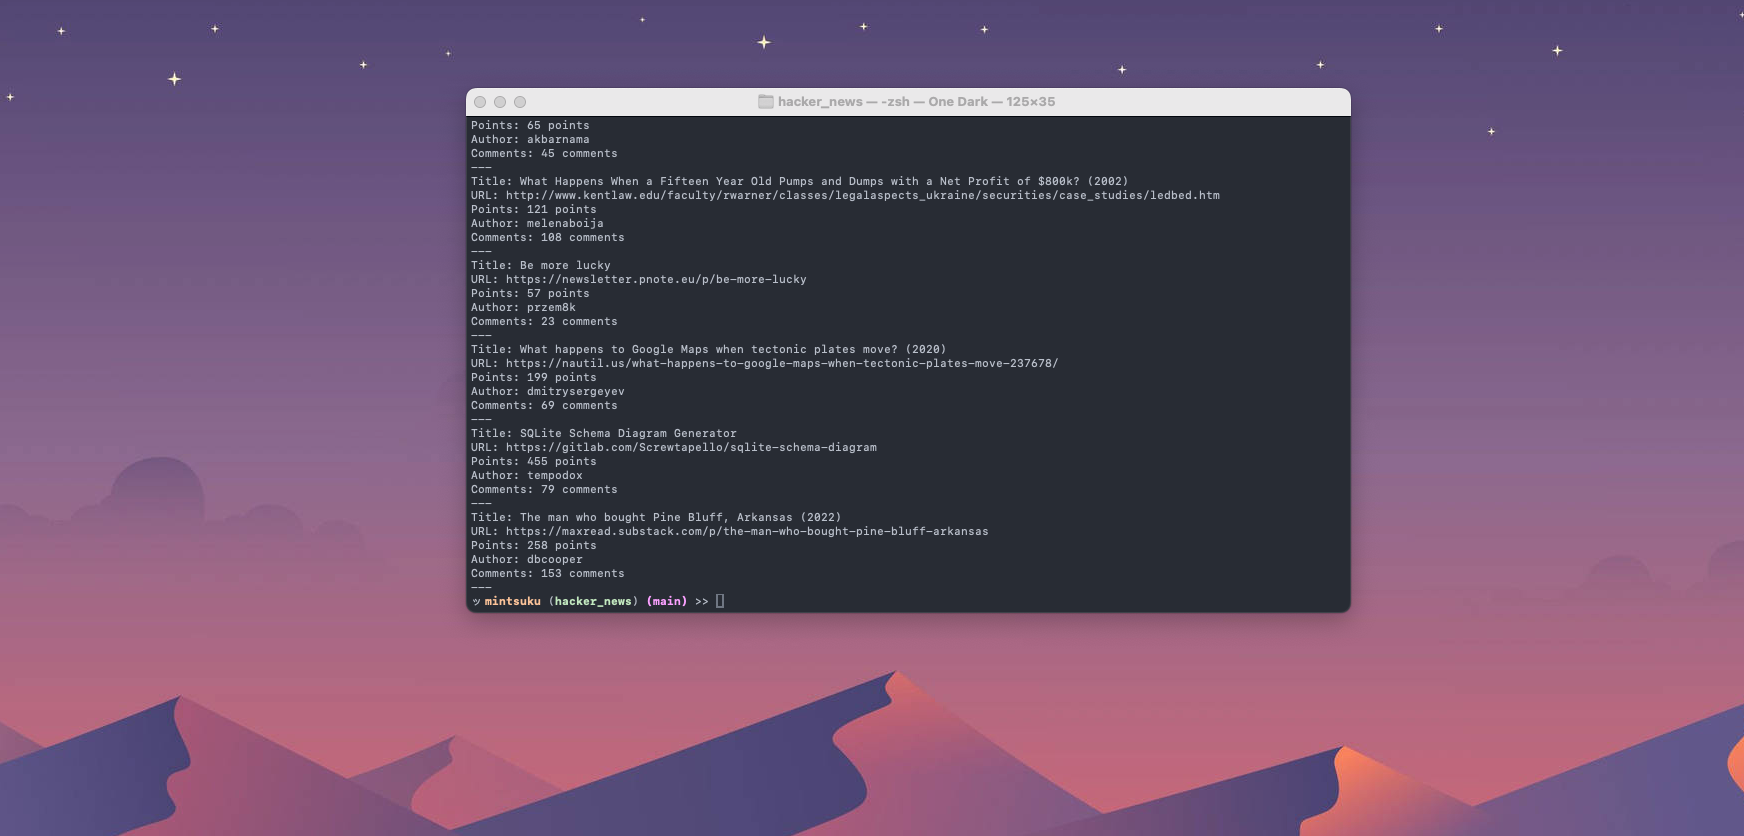 hacker_news — -zsh — One Dark — 125×35
Points: 65 points
Author: akbarnama
Comments: 45 comments
---
Title: What Happens When a Fifteen Year Old Pumps and Dumps with a Net Profit of $800k? (2002)
URL: http://www.kentlaw.edu/faculty/rwarner/classes/legalaspects_ukraine/securities/case_studies/ledbed.htm
Points: 121 points
Author: melenaboija
Comments: 108 comments
---
Title: Be more lucky
URL: https://newsletter.pnote.eu/p/be-more-lucky
Points: 57 points
Author: przem8k
Comments: 23 comments
---
Title: What happens to Google Maps when tectonic plates move? (2020)
URL: https://nautil.us/what-happens-to-google-maps-when-tectonic-plates-move-237678/
Points: 199 points
Author: dmitrysergeyev
Comments: 69 comments
---
Title: SQLite Schema Diagram Generator
URL: https://gitlab.com/Screwtapello/sqlite-schema-diagram
Points: 455 points
Author: tempodox
Comments: 79 comments
---
Title: The man who bought Pine Bluff, Arkansas (2022)
URL: https://maxread.substack.com/p/the-man-who-bought-pine-bluff-arkansas
Points: 258 points
Author: dbcooper
Comments: 153 comments
---
ッ mintsuku (hacker_news) (main) >>